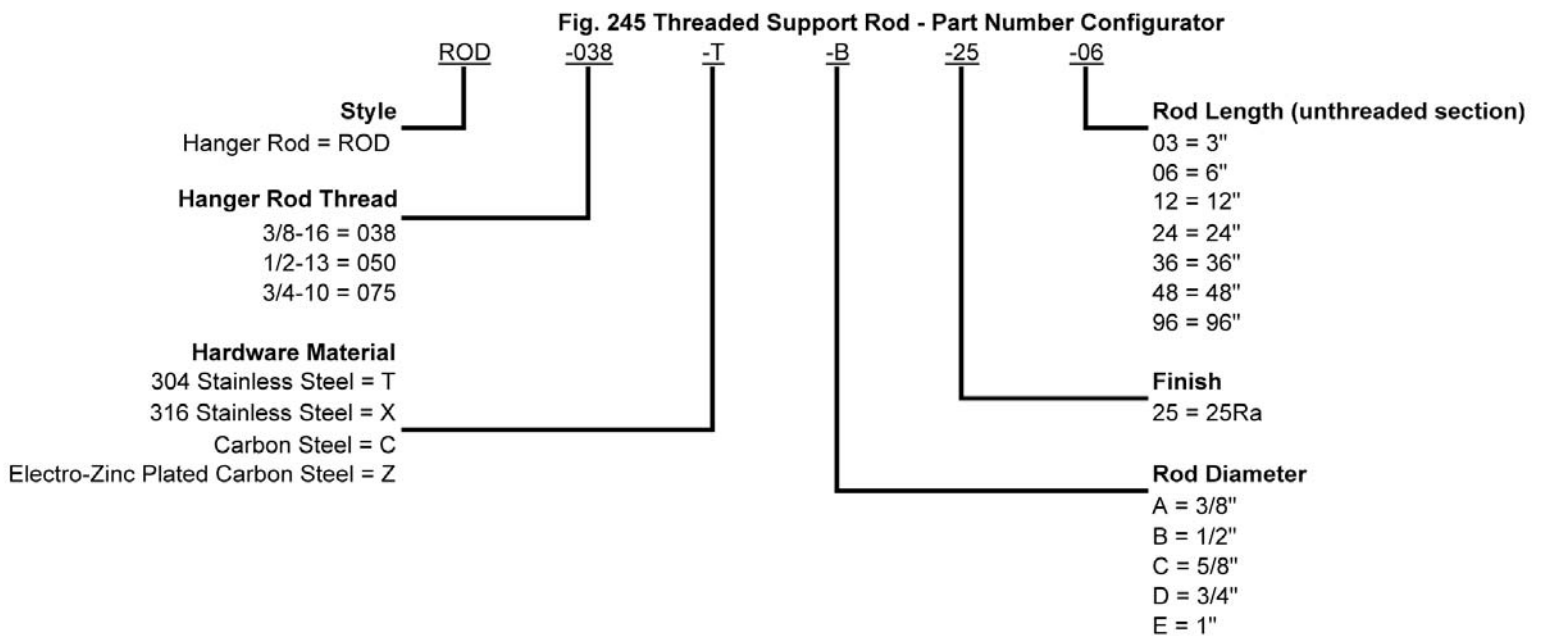 Fig. 245 Threaded Support Rod - Part Number Configurator
ROD -038 -T -B -25 -06
Style
Hanger Rod = ROD
Hanger Rod Thread
3/8-16 = 038
1/2-13 = 050
3/4-10 = 075
Hardware Material
304 Stainless Steel = T
316 Stainless Steel = X
Carbon Steel = C
Electro-Zinc Plated Carbon Steel = Z
Rod Length (unthreaded section)
03 = 3"
06 = 6"
12 = 12"
24 = 24"
36 = 36"
48 = 48"
96 = 96"
Finish
25 = 25Ra
Rod Diameter
A = 3/8"
B = 1/2"
C = 5/8"
D = 3/4"
E = 1"